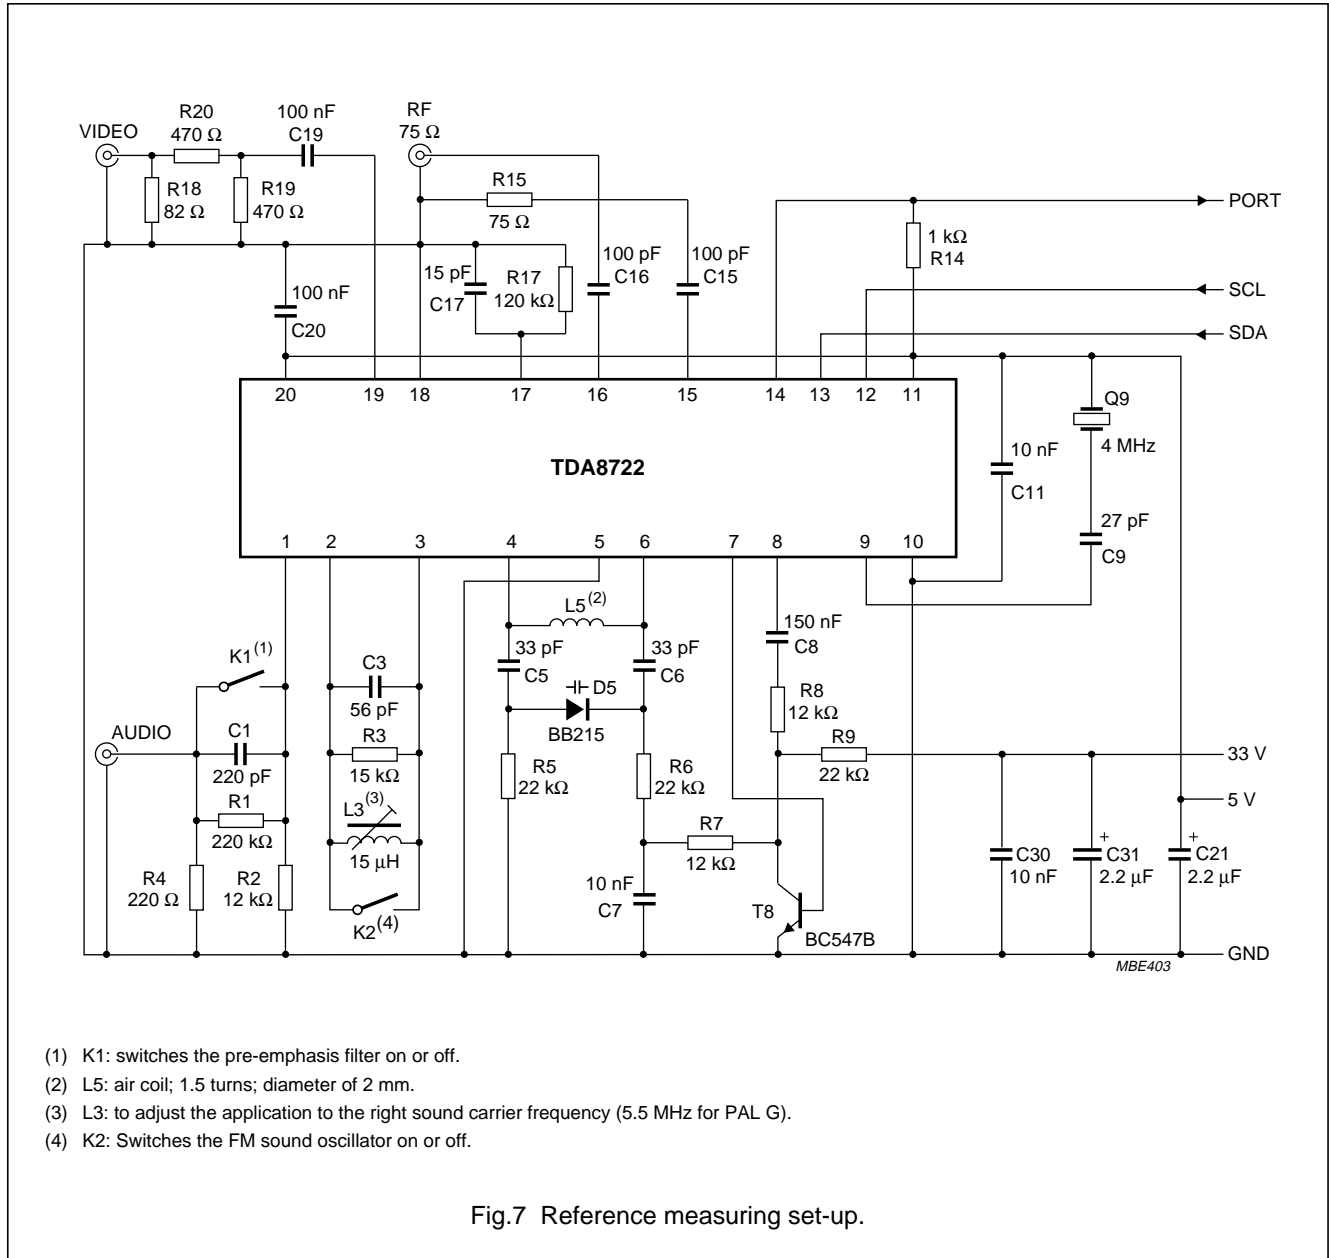 VIDEO
R20
470 Ω
100 nF
C19
RF
75 Ω
R18
82 Ω
R19
470 Ω
R15
75 Ω
PORT
1 kΩ
R14
100 nF
C20
15 pF
C17
R17
120 kΩ
100 pF
C16
100 pF
C15
SCL
SDA
20 19 18 17 16 15 14 13 12 11
TDA8722
Q9
4 MHz
10 nF
C11
27 pF
C9
1 2 3 4 5 6 7 8 9 10
K1(1)
AUDIO
C1
220 pF
R1
220 kΩ
R4
220 Ω
R2
12 kΩ
C3
56 pF
R3
15 kΩ
L3(3)
15 μH
K2(4)
L5(2)
33 pF
C5
33 pF
C6
D5
BB215
R5
22 kΩ
R6
22 kΩ
R7
12 kΩ
10 nF
C7
150 nF
C8
R8
12 kΩ
R9
22 kΩ
T8
BC547B
33 V
5 V
C30
10 nF
+
C31
2.2 μF
+
C21
2.2 μF
GND
MBE403
(1) K1: switches the pre-emphasis filter on or off.
(2) L5: air coil; 1.5 turns; diameter of 2 mm.
(3) L3: to adjust the application to the right sound carrier frequency (5.5 MHz for PAL G).
(4) K2: Switches the FM sound oscillator on or off.
Fig.7 Reference measuring set-up.